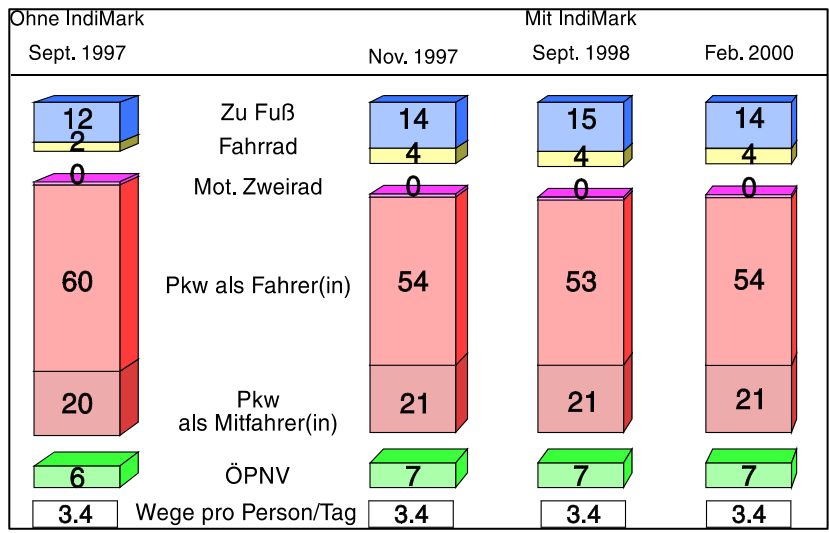 Ohne IndiMark Mit IndiMark
Sept. 1997 Nov. 1997 Sept. 1998 Feb. 2000
12 Zu Fuß 14 15 14
2 Fahrrad 4 4 4
0 Mot. Zweirad 0 0 0
60 Pkw als Fahrer(in) 54 53 54
20 Pkw 21 21 21
als Mitfahrer(in)
6 ÖPNV 7 7 7
3.4 Wege pro Person/Tag 3.4 3.4 3.4